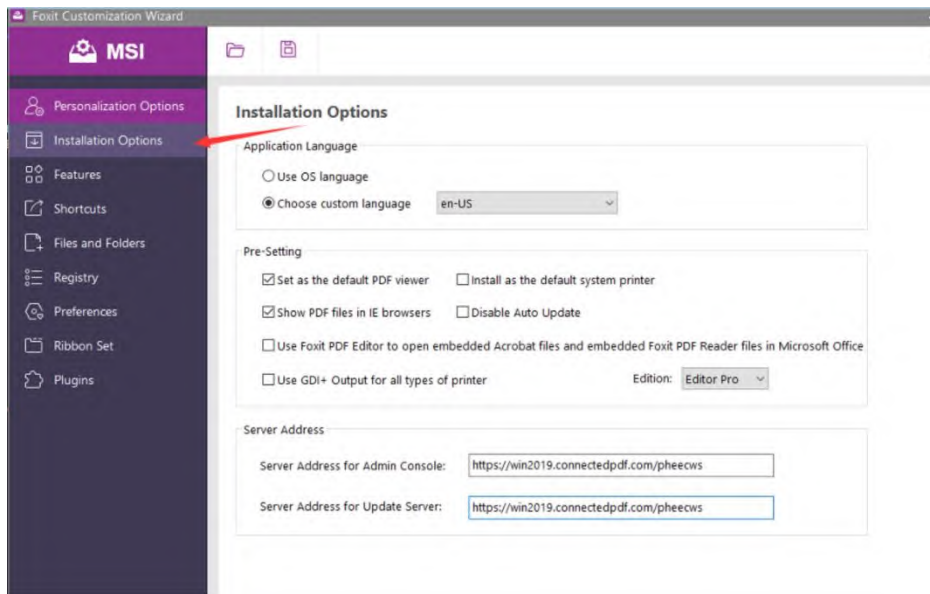 Foxit Customization Wizard
MSI
Personalization Options
Installation Options
Features
Shortcuts
Files and Folders
Registry
Preferences
Ribbon Set
Plugins
Installation Options
Application Language
Use OS language
Choose custom language en-US
Pre-Setting
Set as the default PDF viewer Install as the default system printer
Show PDF files in IE browsers Disable Auto Update
Use Foxit PDF Editor to open embedded Acrobat files and embedded Foxit PDF Reader files in Microsoft Office
Use GDI+ Output for all types of printer Edition: Editor Pro
Server Address
Server Address for Admin Console: https://win2019.connectedpdf.com/pheecws
Server Address for Update Server: https://win2019.connectedpdf.com/pheecws